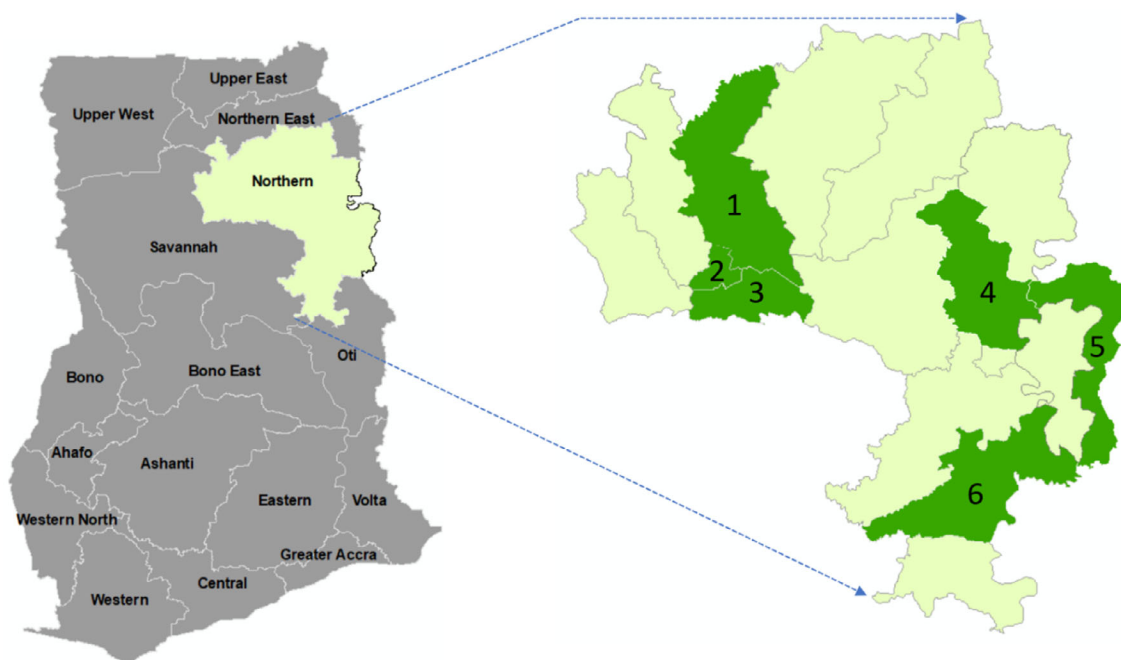 Upper East
Upper West
Northern East
Northern
Savannah
Oti
Bono East
Bono
Ahafo
Ashanti
Eastern
Volta
Western North
Greater Accra
Central
Western
1
2
3
4
5
6